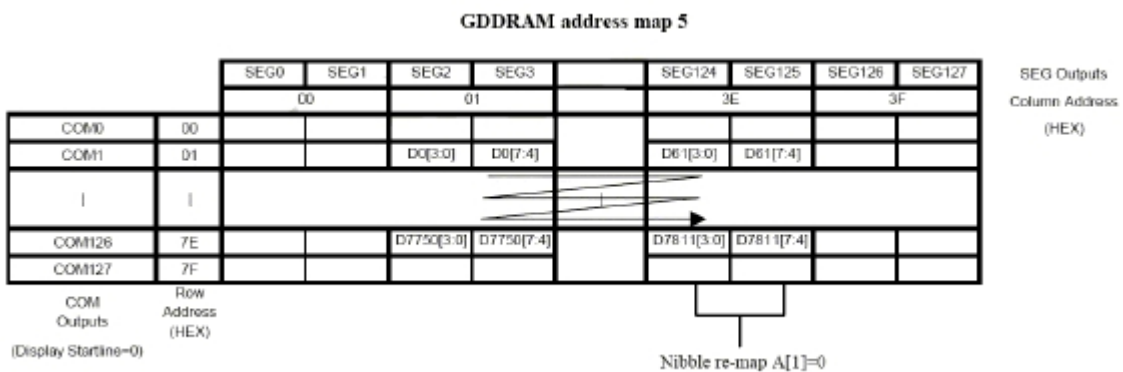 GDDRAM address map 5
SEG0 SEG1 SEG2 SEG3 SEG124 SEG125 SEG126 SEG127 SEG Outputs
00 01 3E 3F Column Address
(HEX)
COM0 00
COM1 01 D0[3:0] D0[7:4] D61[3:0] D61[7:4]
| | |
COM126 7E D7750[3:0] D7750[7:4] D7811[3:0] D7811[7:4]
COM127 7F
COM
Outputs
(Display Startline=0)
Row
Address
(HEX)
Nibble re-map A[1]=0